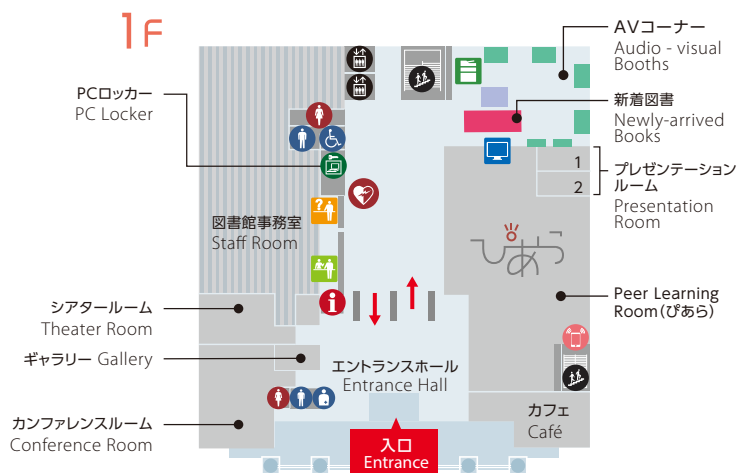 1F
AVコーナー
Audio - visual
Booths
PCロッカー
PC Locker
新着図書
Newly-arrived
Books
1
2
プレゼンテーション
ルーム
Presentation
Room
?
図書館事務室
Staff Room
ぴあら
i
シアタールーム
Theater Room
Peer Learning
Room(ぴあら)
ギャラリー Gallery
エントランスホール
Entrance Hall
カンファレンスルーム
Conference Room
カフェ
Café
入口
Entrance